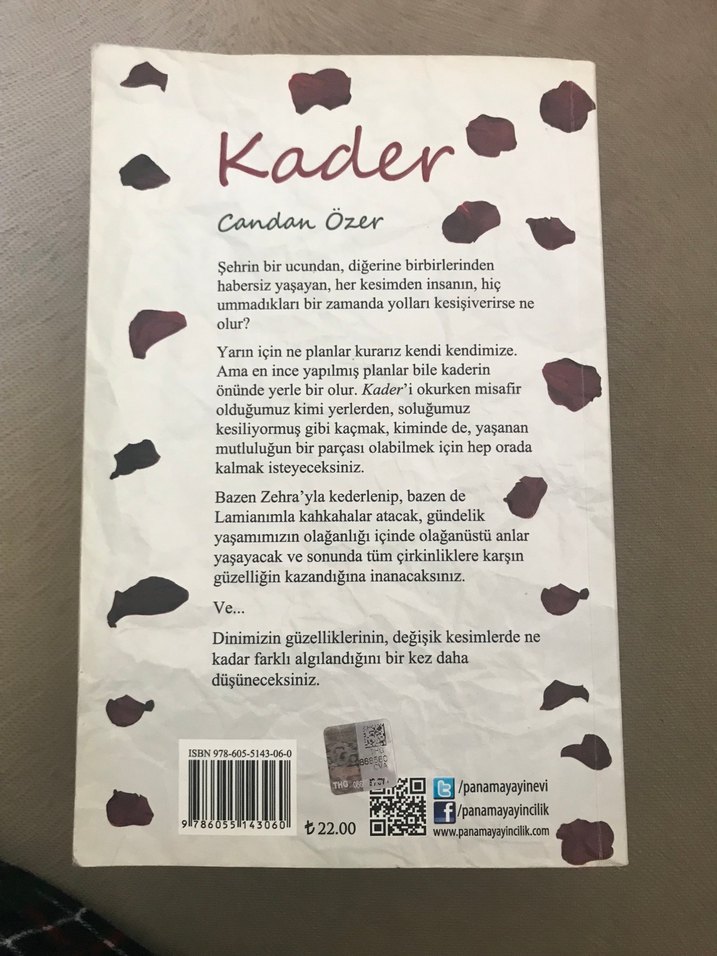 Kader
Candan Özer
Şehrin bir ucundan, diğerine birbirlerinden
habersiz yaşayan, her kesimden insanın, hiç
ummadıkları bir zamanda yolları kesişiverirse ne
olur?
Yarın için ne planlar kurarız kendi kendimize.
Ama en ince yapılmış planlar bile kaderin
önünde yerle bir olur. Kader'i okurken misafir
olduğumuz kimi yerlerden, soluğumuz
kesiliyormuş gibi kaçmak, kiminde de, yaşanan
mutluluğun bir parçası olabilmek için hep orada
kalmak isteyeceksiniz.
Bazen Zehra'yla kederlenip, bazen de
Lamianımla kahkahalar atacak, gündelik
yaşamımızın olağanlığı içinde olağanüstü anlar
yaşayacak ve sonunda tüm çirkinliklere karşın
güzelliğin kazandığına inanacaksınız.
Ve...
Dinimizin güzelliklerinin, değişik kesimlerde ne
kadar farklı algılandığını bir kez daha
düşüneceksiniz.
ISBN 978-605-5143-06-0
9 786055 143060
₺ 22.00
THG
/panamayayinevi
/panamayayincilik
www.panamayayincilik.com